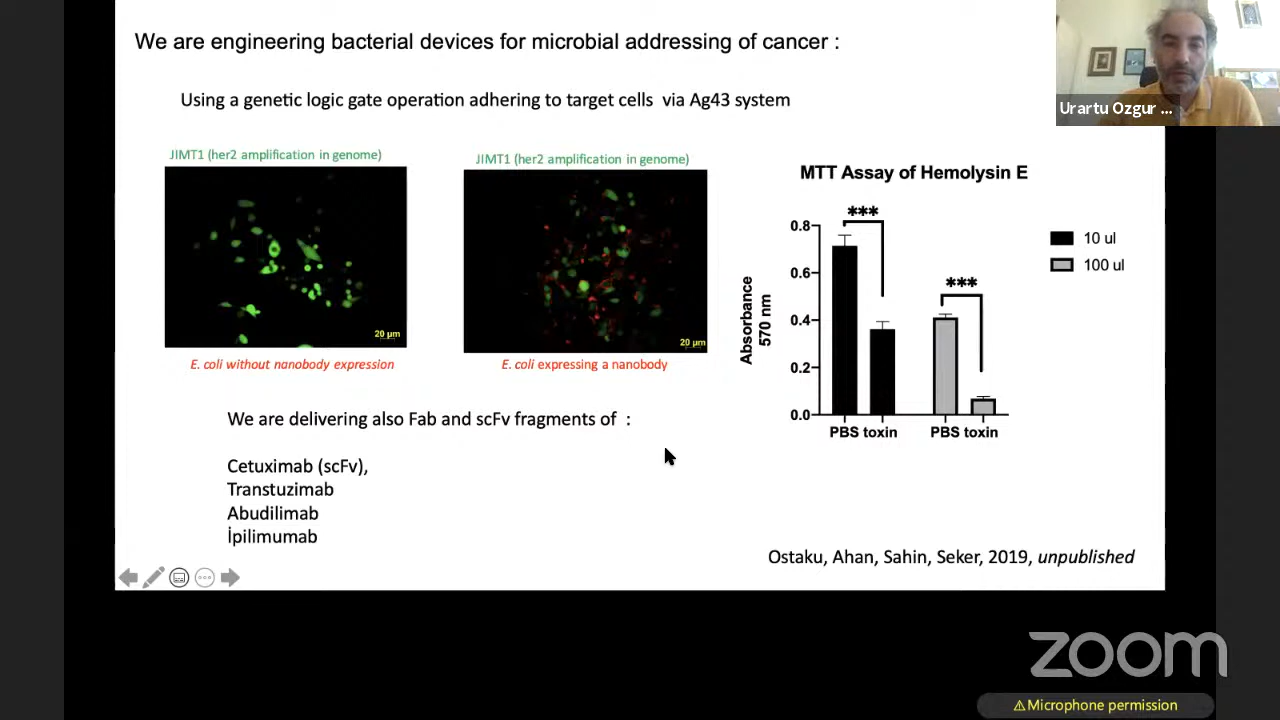 We are engineering bacterial devices for microbial addressing of cancer :
Urartu Ozgur ...
Using a genetic logic gate operation adhering to target cells via Ag43 system
JIMT1 (her2 amplification in genome)
20 μm
E. coli without nanobody expression
JIMT1 (her2 amplification in genome)
20 μm
E. coli expressing a nanobody
MTT Assay of Hemolysin E
Absorbance
570 nm
0.8
0.6
0.4
0.2
0.0
***
***
PBS toxin
PBS toxin
10 ul
100 ul
We are delivering also Fab and scFv fragments of :
Cetuximab (scFv),
Transtuzimab
Abudilimab
İpilimumab
Ostaku, Ahan, Sahin, Seker, 2019, unpublished
zoom
⚠Microphone permission